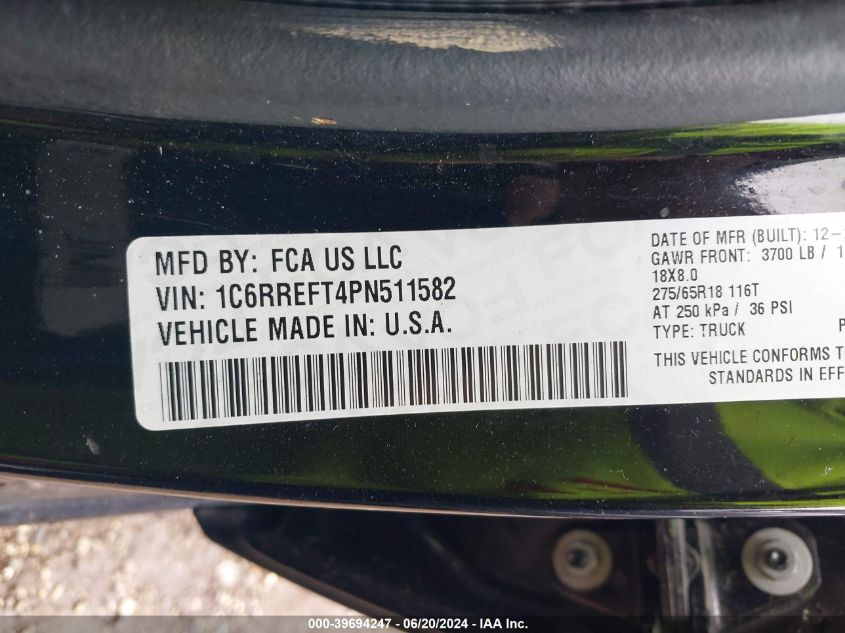 MFD BY: FCA US LLC
VIN: 1C6RREFT4PN511582
VEHICLE MADE IN: U.S.A.
DATE OF MFR (BUILT): 12-
GAWR FRONT: 3700 LB / 1
18X8.0
275/65R18 116T
AT 250 kPa / 36 PSI
TYPE: TRUCK P
THIS VEHICLE CONFORMS T
STANDARDS IN EFF
000-39694247 - 06/20/2024 - IAA Inc.